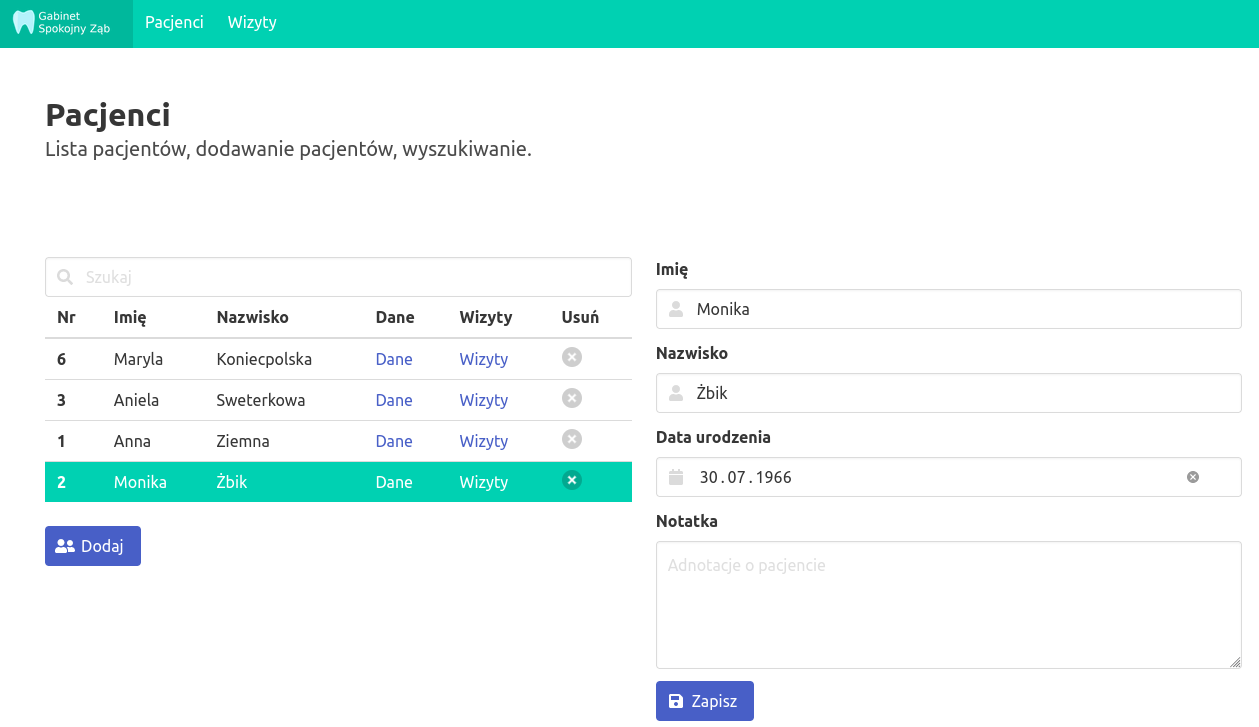 Gabinet
Spokojny Ząb
Pacjenci Wizyty
Pacjenci
Lista pacjentów, dodawanie pacjentów, wyszukiwanie.
Szukaj
Nr Imię Nazwisko Dane Wizyty Usuń
6 Maryla Koniecpolska Dane Wizyty
3 Aniela Sweterkowa Dane Wizyty
1 Anna Ziemna Dane Wizyty
2 Monika Żbik Dane Wizyty
Dodaj
Imię
Monika
Nazwisko
Żbik
Data urodzenia
30.07.1966
Notatka
Adnotacje o pacjencie
Zapisz